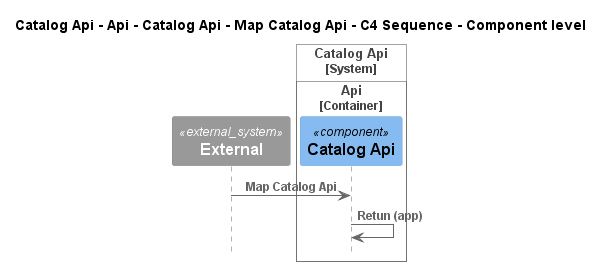 Catalog Api - Api - Catalog Api - Map Catalog Api - C4 Sequence - Component level
Catalog Api
[System]
Api
[Container]
«external_system»
External
«component»
Catalog Api
Map Catalog Api
Retun (app)